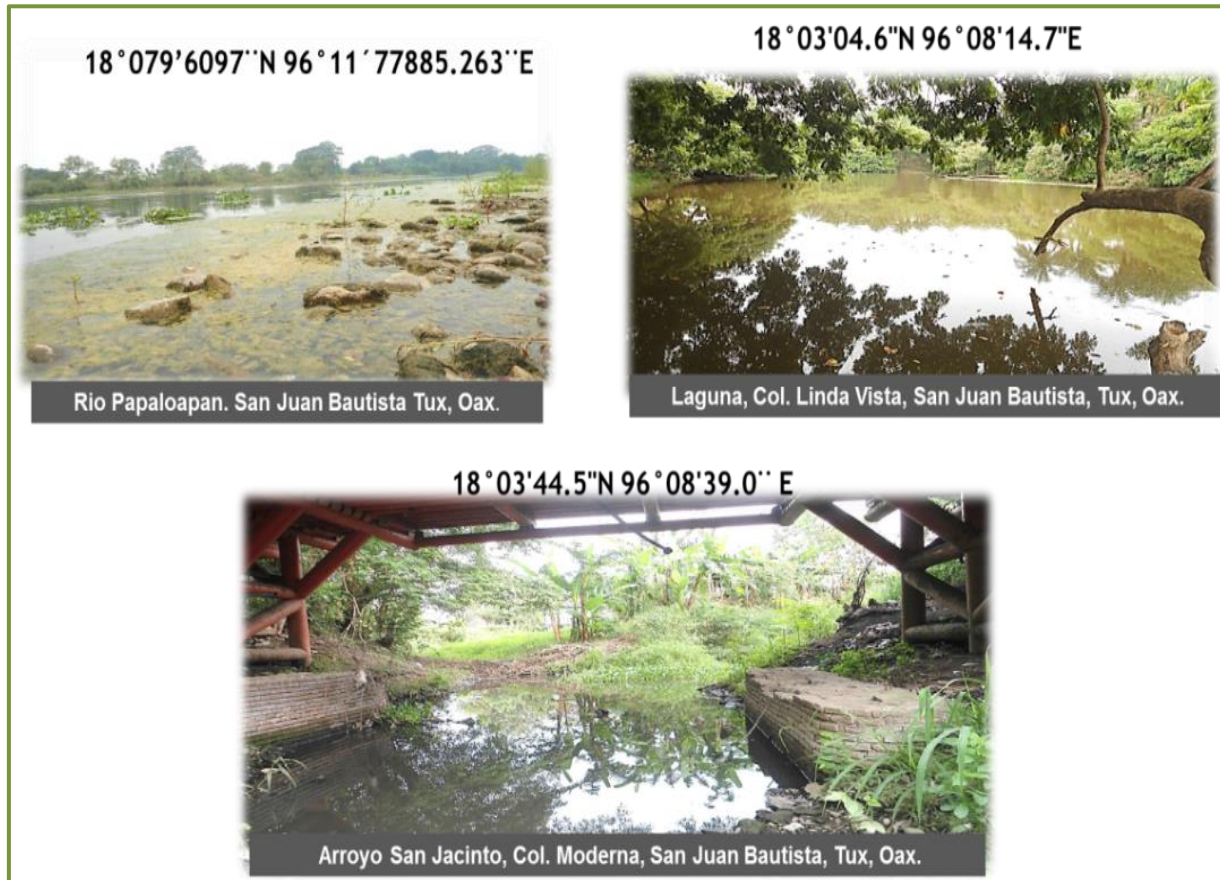 18°079’6097¨N 96°11´77885.263¨E
Rio Papaloapan. San Juan Bautista Tux, Oax.
18°03'04.6"N 96°08'14.7"E
Laguna, Col. Linda Vista, San Juan Bautista, Tux, Oax.
18°03'44.5"N 96°08'39.0¨ E
Arroyo San Jacinto, Col. Moderna, San Juan Bautista, Tux, Oax.